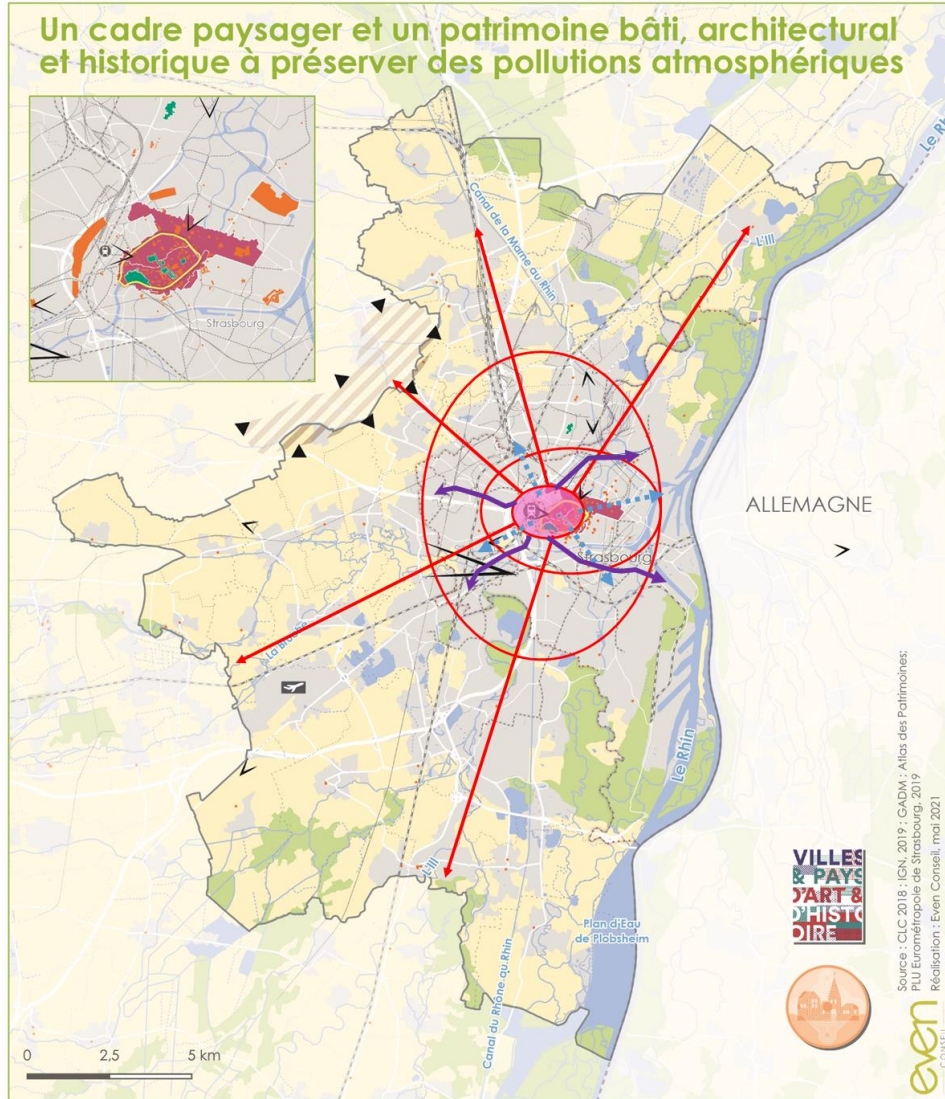 Un cadre paysager et un patrimoine bâti, architectural
et historique à préserver des pollutions atmosphériques
Strasbourg
Canal de la Marne au Rhin
L'Ill
Le Rh
ALLEMAGNE
Strasbourg
La Bruche
Le Rhin
L'Ill
Plan d'Eau
de Plobsheim
Canal du Rhône au Rhin
VILLES
& PAYS
D'ART &
D'HISTO
OIRE
Source : CLC 2018 ; IGN, 2019 ; GADM ; Atlas des Patrimoines;
PLU Eurométropole de Strasbourg, 2019
Réalisation : Even Conseil, mai 2021
even
CONSEIL
0 2,5 5 km